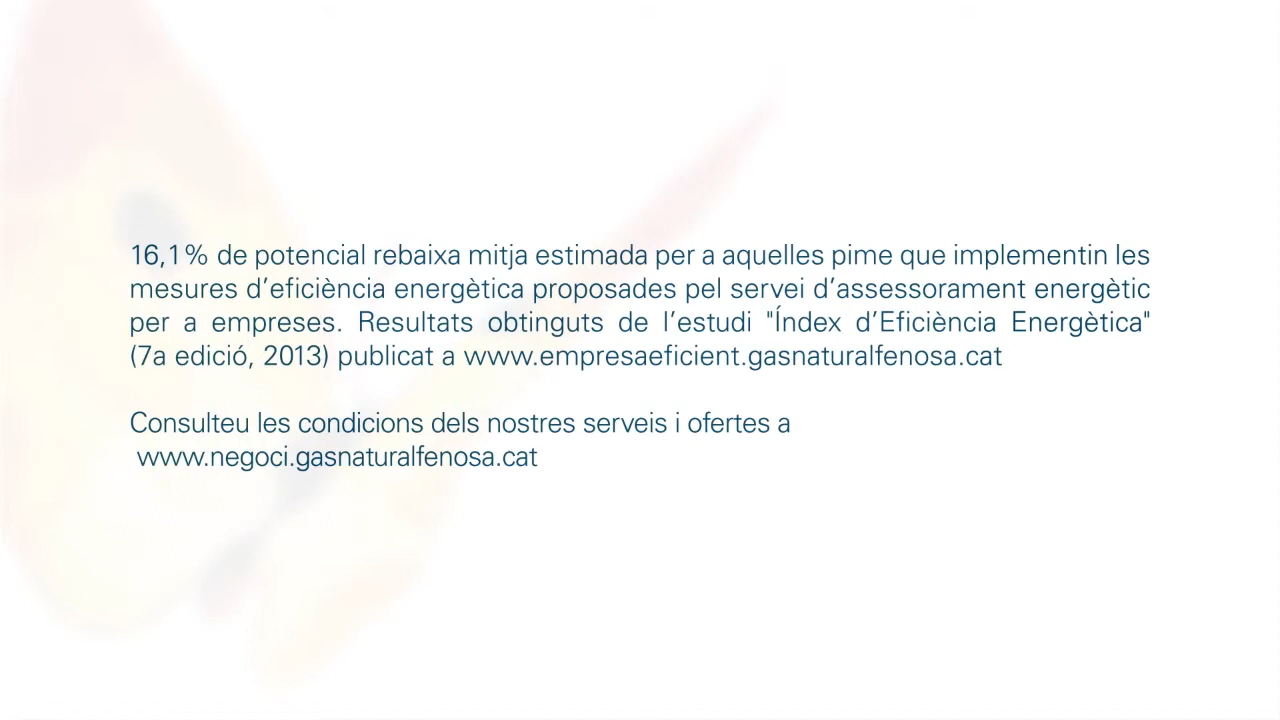 16,1% de potencial rebaixa mitja estimada per a aquelles pime que implementin les
mesures d’eficiència energètica proposades pel servei d’assessorament energètic
per a empreses. Resultats obtinguts de l’estudi "Índex d’Eficiència Energètica"
(7a edició, 2013) publicat a www.empresaeficient.gasnaturalfenosa.cat
Consulteu les condicions dels nostres serveis i ofertes a
www.negoci.gasnaturalfenosa.cat